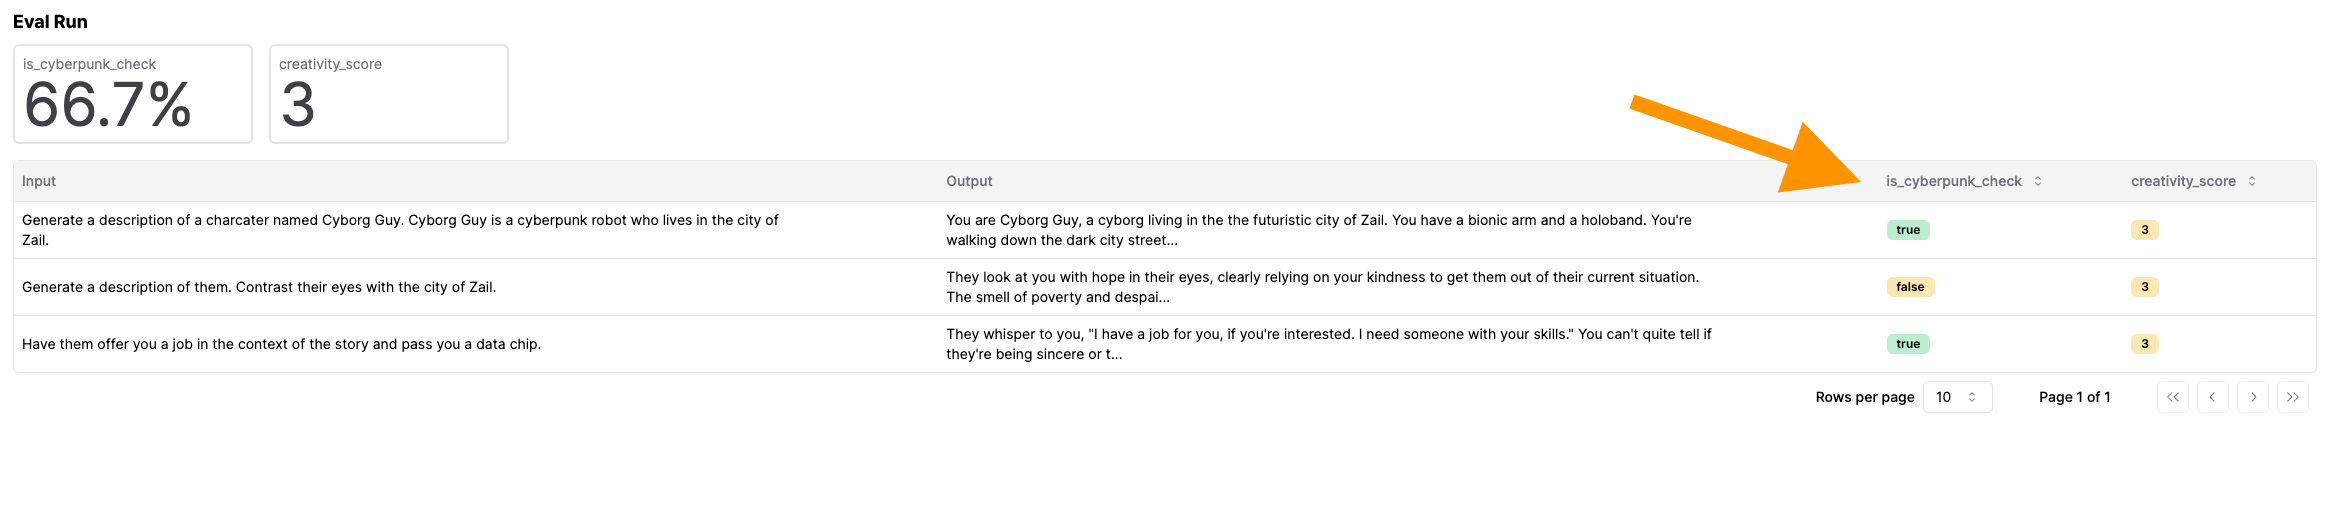 Eval Run
is_cyberpunk_check
66.7%
creativity_score
3
Input
Output
is_cyberpunk_check
creativity_score
Generate a description of a charcater named Cyborg Guy. Cyborg Guy is a cyberpunk robot who lives in the city of
Zail.
You are Cyborg Guy, a cyborg living in the the futuristic city of Zail. You have a bionic arm and a holoband. You're
walking down the dark city street...
true
3
Generate a description of them. Contrast their eyes with the city of Zail.
They look at you with hope in their eyes, clearly relying on your kindness to get them out of their current situation.
The smell of poverty and despai...
false
3
Have them offer you a job in the context of the story and pass you a data chip.
They whisper to you, "I have a job for you, if you're interested. I need someone with your skills." You can't quite tell if
they're being sincere or t...
true
3
Rows per page
10
Page 1 of 1